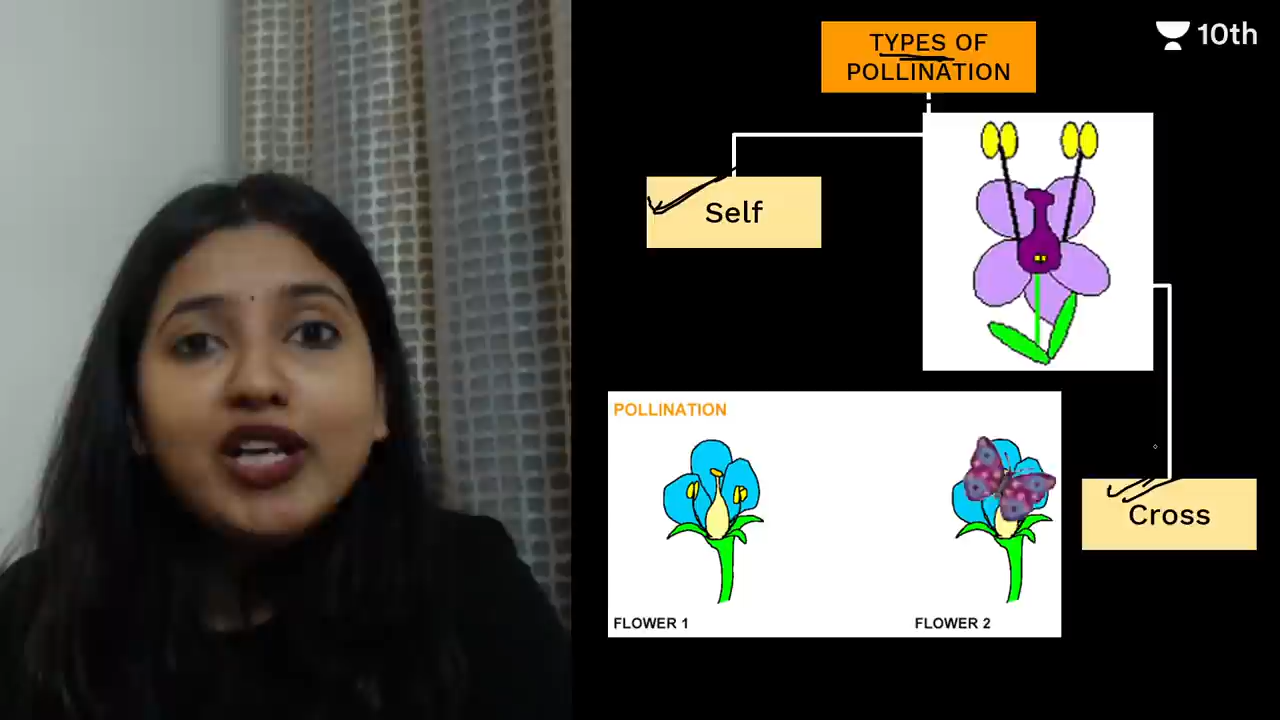 TYPES OF
POLLINATION
10th
Self
POLLINATION
Cross
FLOWER 1
FLOWER 2